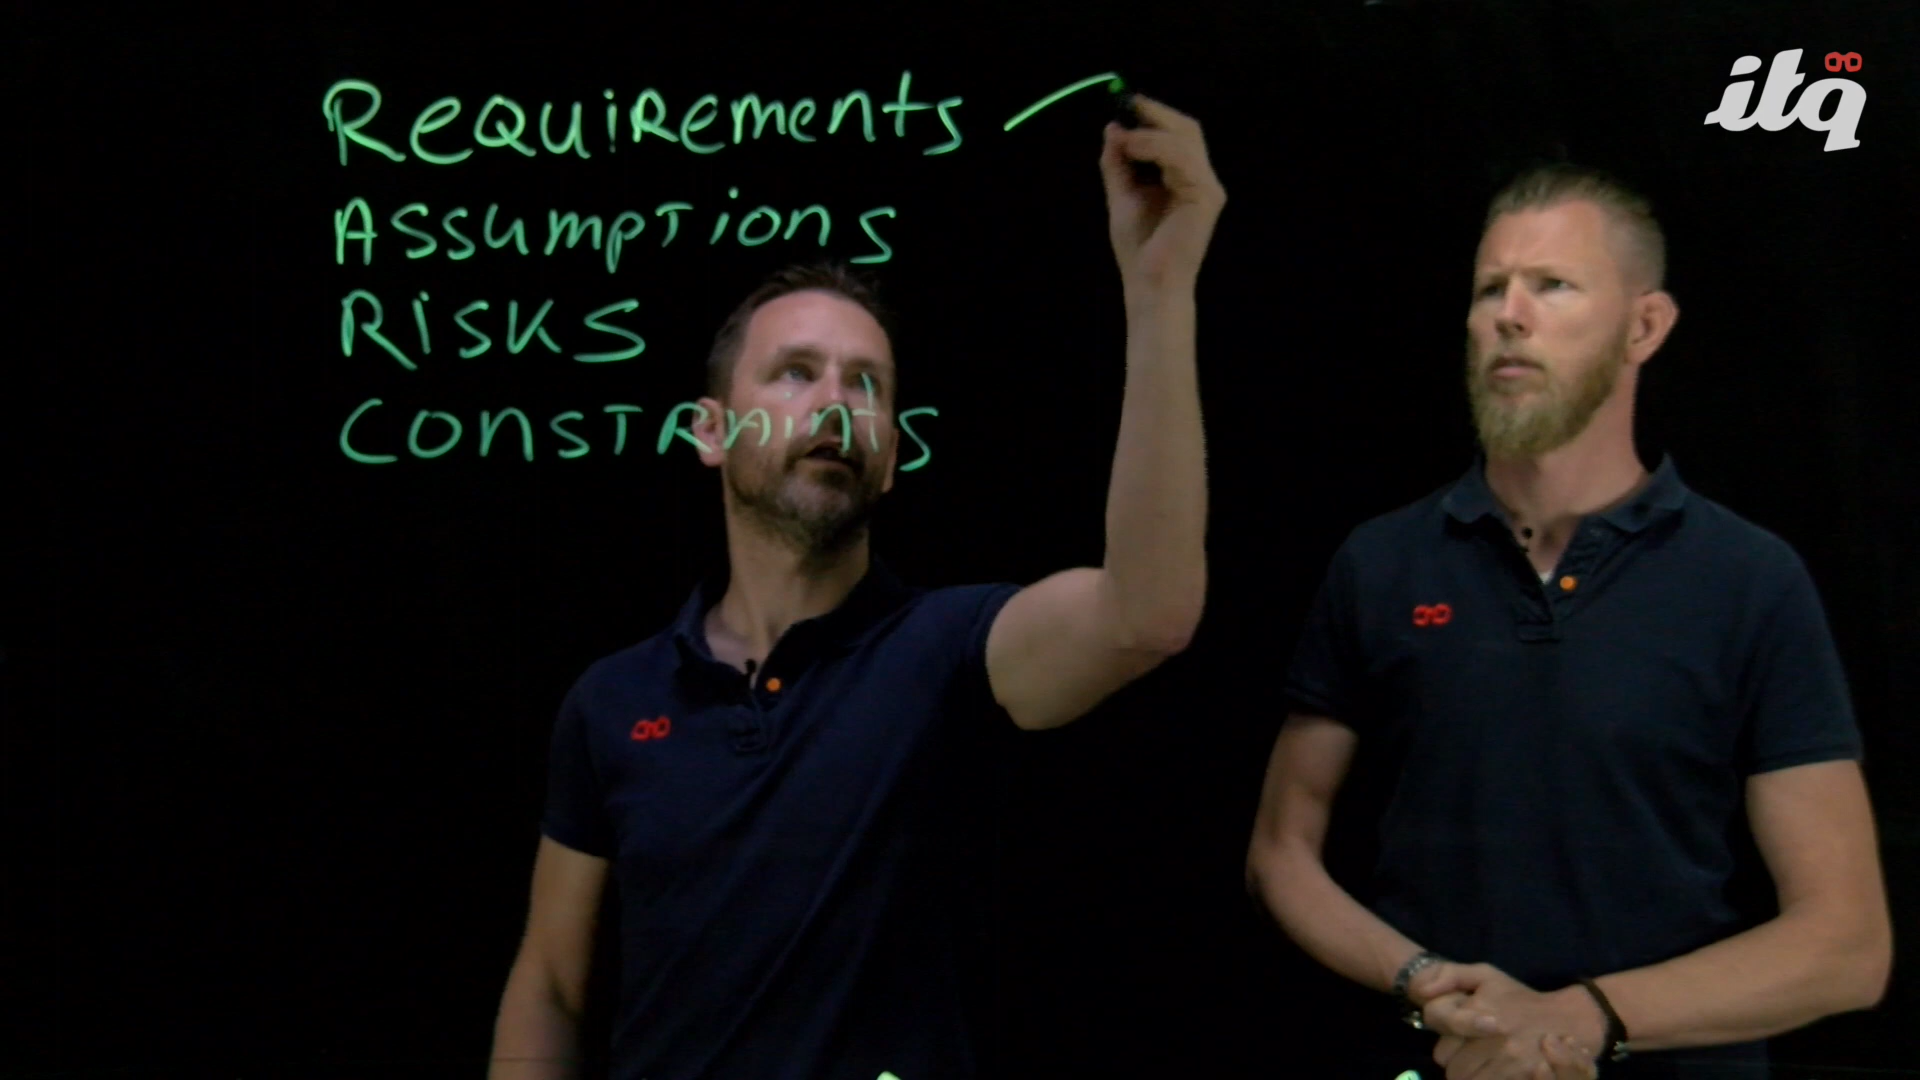 Requirements
Assumptions
Risks
Constraints
itq